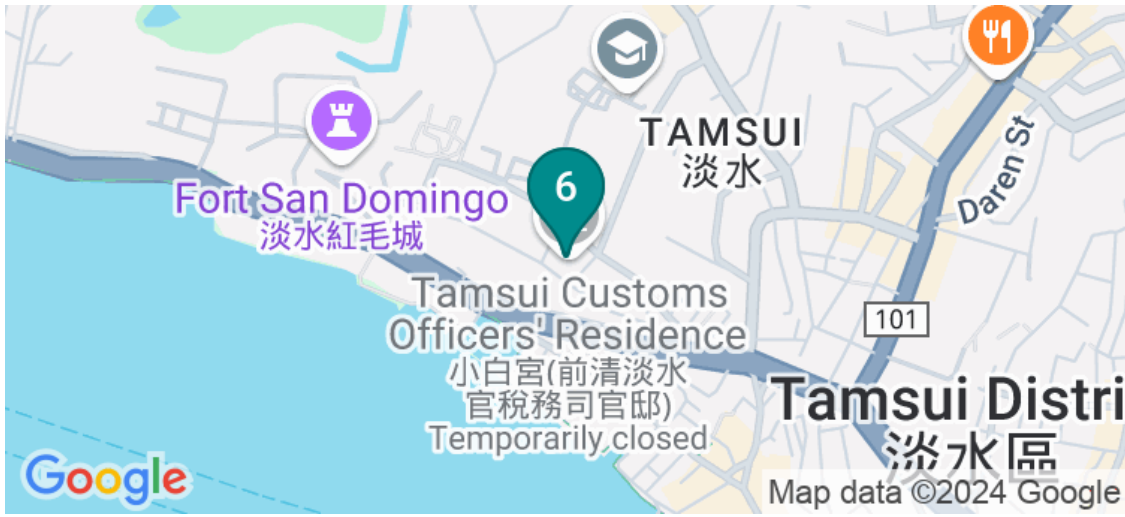 TAMSUI
淡水
Daren St
6
Fort San Domingo
淡水紅毛城
Tamsui Customs
Officers' Residence
小白宮(前清淡水
官稅務司官邸)
Temporarily closed
101
Tamsui Distri
淡水區
Google
Map data ©2024 Google